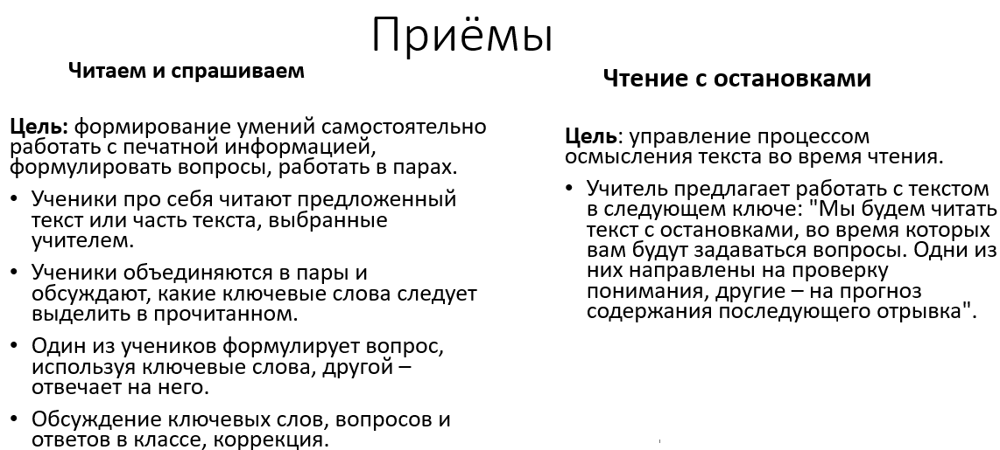 Приёмы
Читаем и спрашиваем
Цель: формирование умений самостоятельно
работать с печатной информацией,
формулировать вопросы, работать в парах.
• Ученики про себя читают предложенный
текст или часть текста, выбранные
учителем.
• Ученики объединяются в пары и
обсуждают, какие ключевые слова следует
выделить в прочитанном.
• Один из учеников формулирует вопрос,
используя ключевые слова, другой –
отвечает на него.
• Обсуждение ключевых слов, вопросов и
ответов в классе, коррекция.
Чтение с остановками
Цель: управление процессом
осмысления текста во время чтения.
• Учитель предлагает работать с текстом
в следующем ключе: "Мы будем читать
текст с остановками, во время которых
вам будут задаваться вопросы. Одни из
них направлены на проверку
понимания, другие – на прогноз
содержания последующего отрывка".